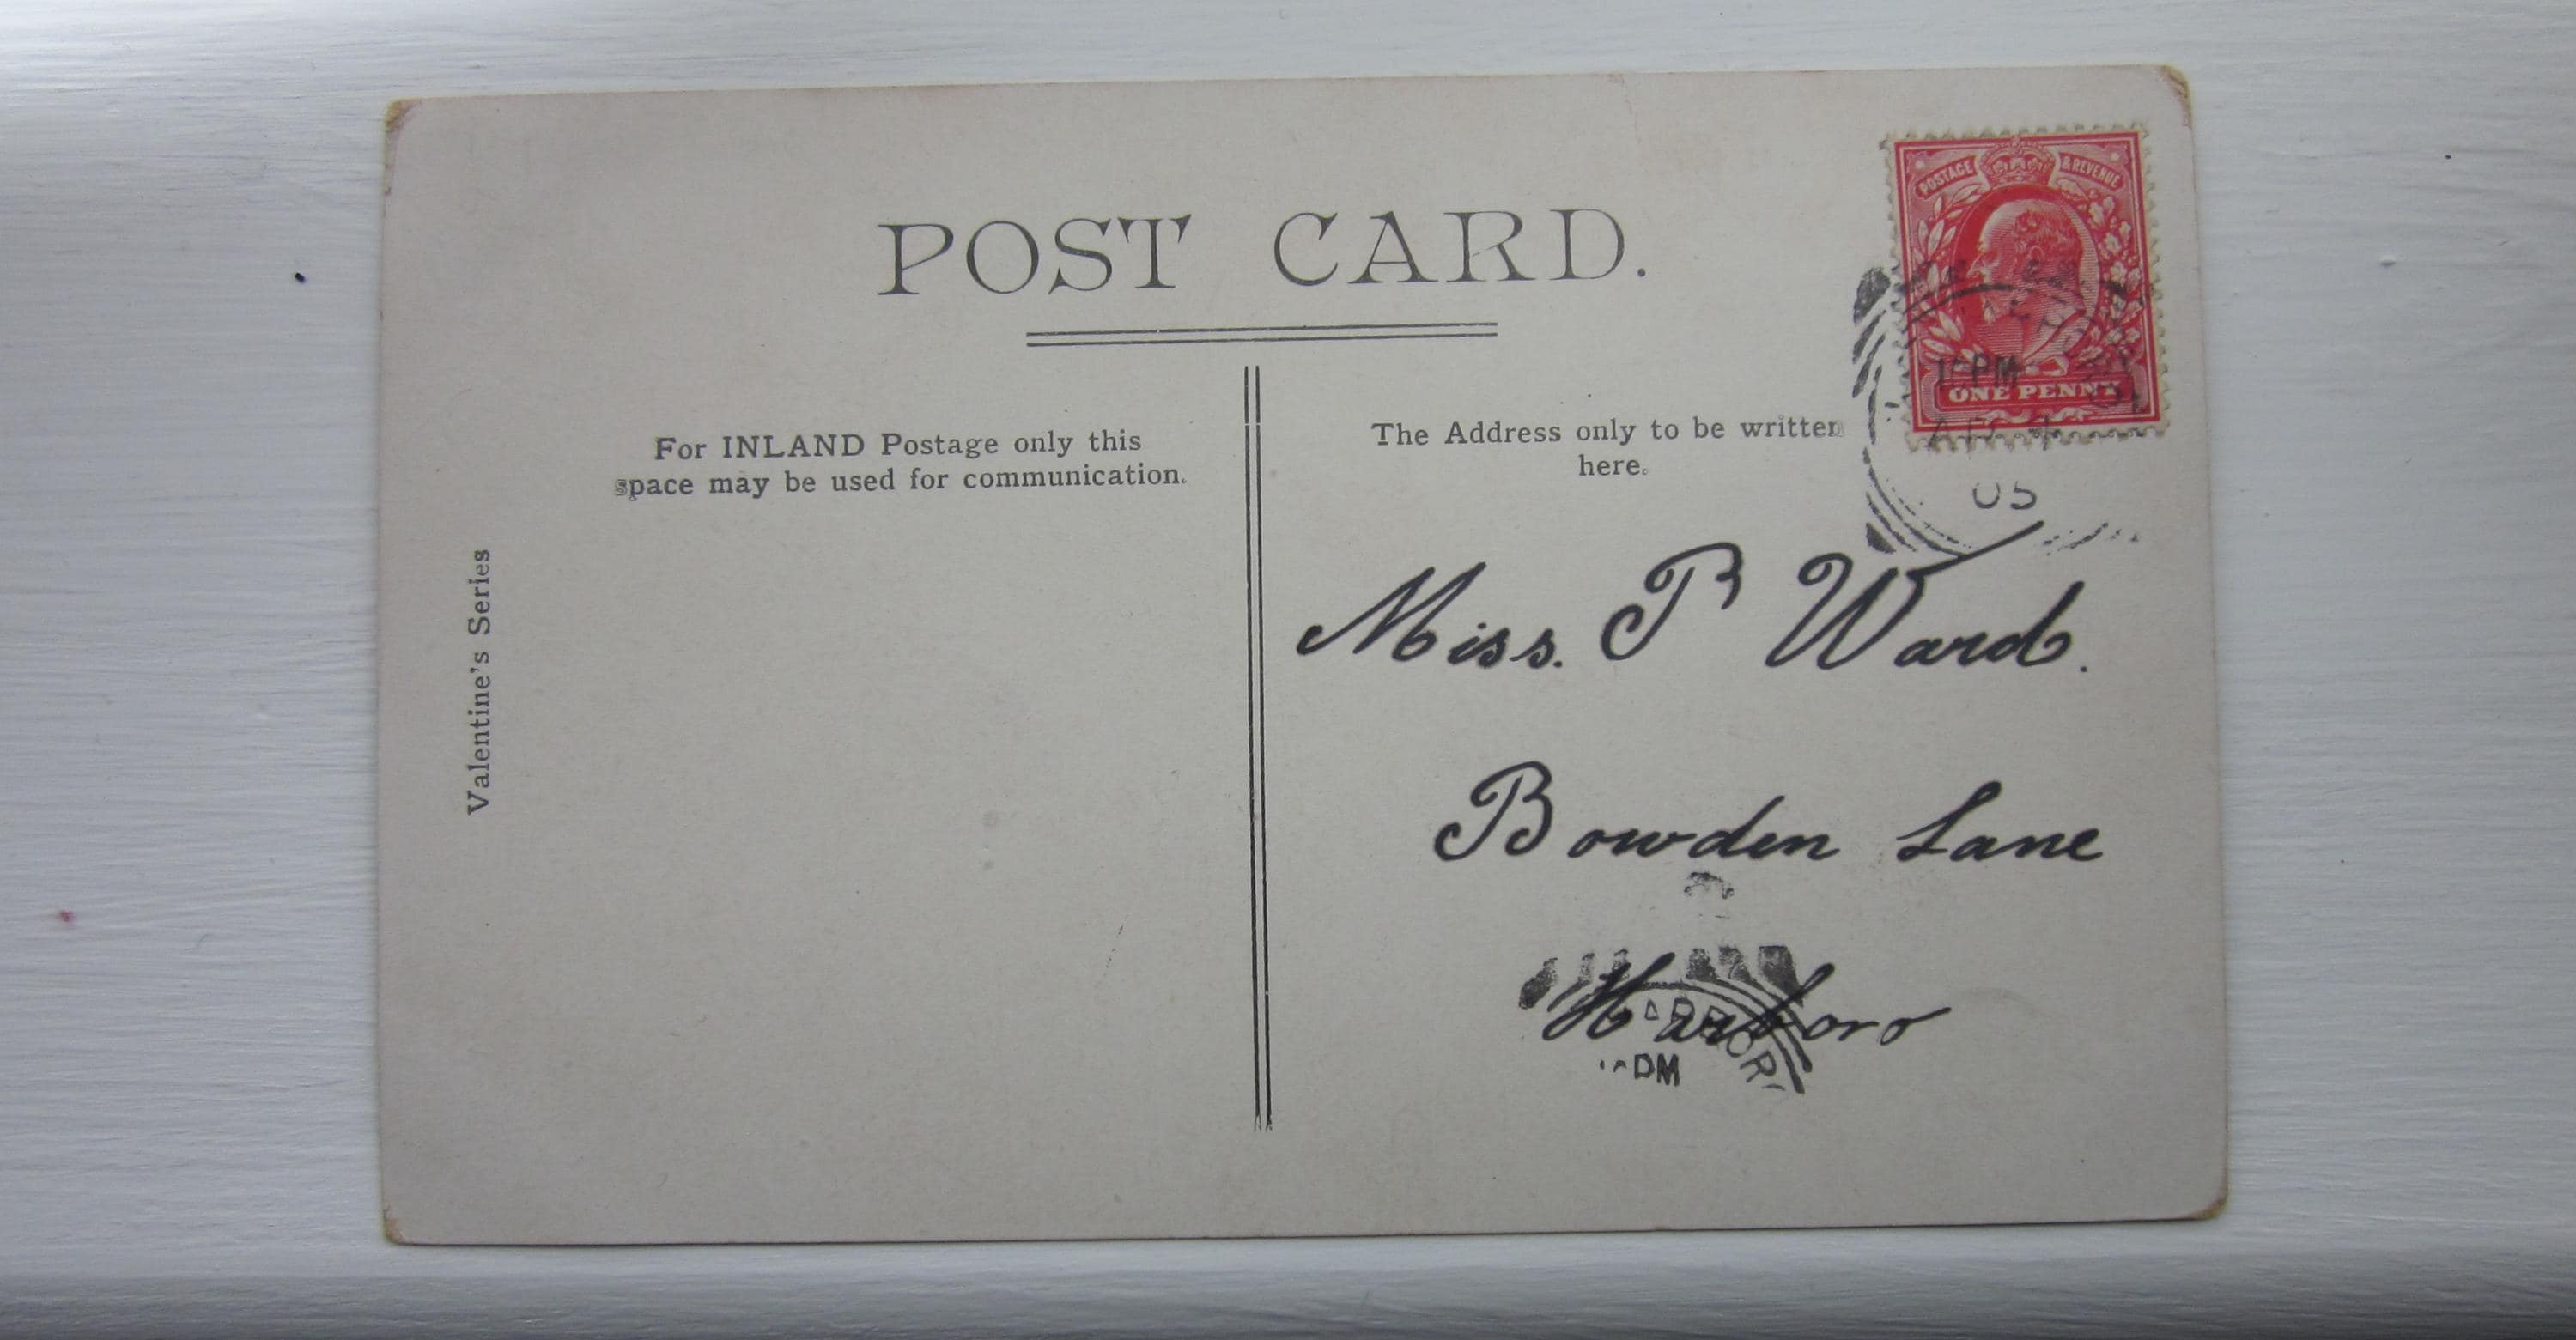 POST CARD.
POSTAGE & REVENUE
ONE PENNY
PM
05
For INLAND Postage only this
space may be used for communication.
The Address only to be written
here.
Valentine's Series
Miss. P Ward.
Bowden Lane
Harboro
PM